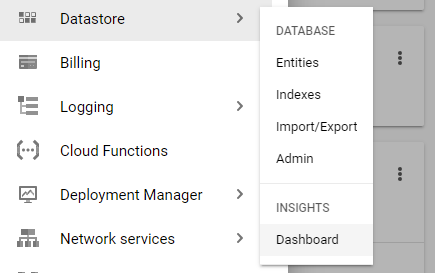 Datastore
Billing
Logging
Cloud Functions
Deployment Manager
Network services
DATABASE
Entities
Indexes
Import/Export
Admin
INSIGHTS
Dashboard